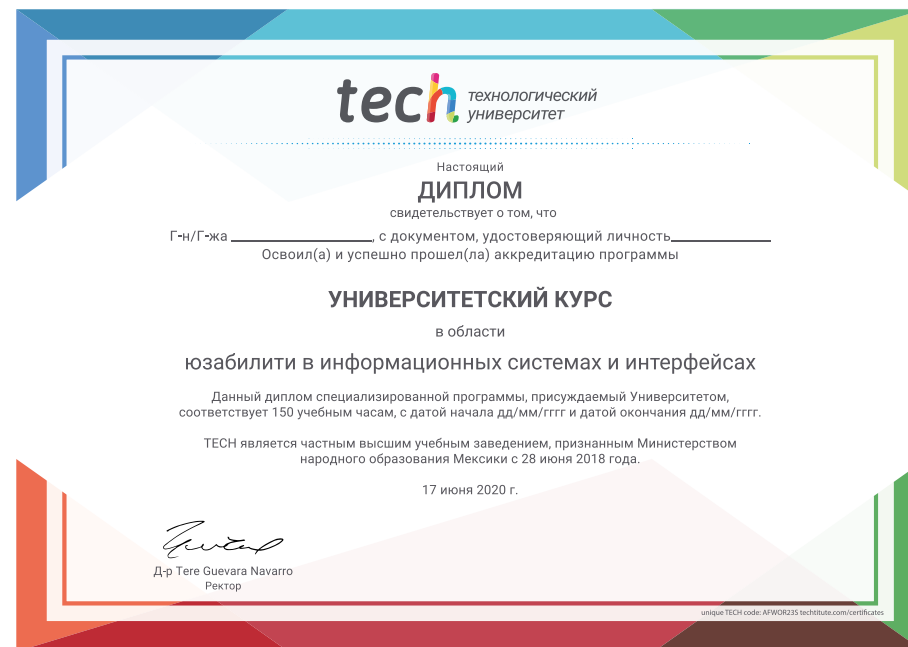 tech технологический
университет
Настоящий
ДИПЛОМ
свидетельствует о том, что
Г-н/Г-жа ________________, с документом, удостоверяющий личность____________
Освоил(а) и успешно прошел(ла) аккредитацию программы
УНИВЕРСИТЕТСКИЙ КУРС
в области
юзабилити в информационных системах и интерфейсах
Данный диплом специализированной программы, присуждаемый Университетом,
соответствует 150 учебным часам, с датой начала дд/мм/гггг и датой окончания дд/мм/гггг.
TECH является частным высшим учебным заведением, признанным Министерством
народного образования Мексики с 28 июня 2018 года.
17 июня 2020 г.
Д-р Tere Guevara Navarro
Ректор
unique TECH code: AFWOR23S techtitute.com/certificates